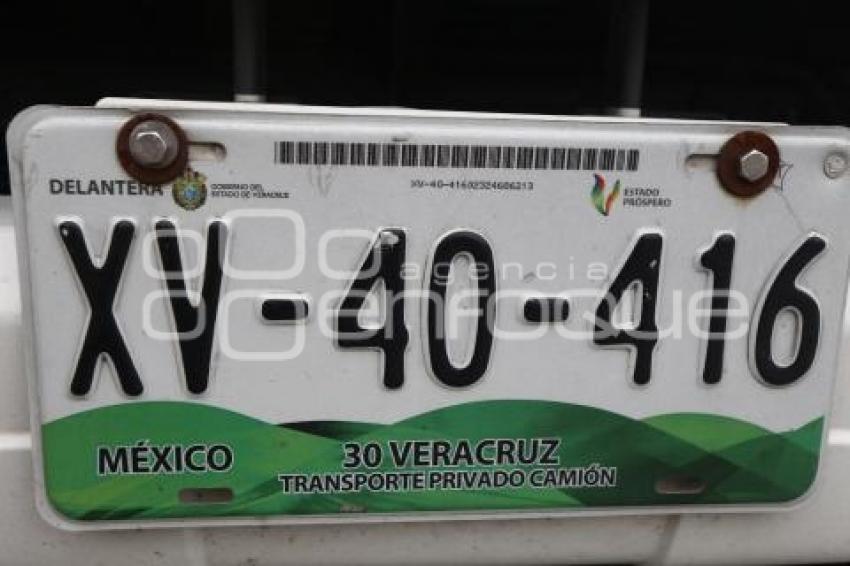 DELANTERA
GOBIERNO DEL
ESTADO DE VERACRUZ
XV-40-41602324606213
ESTADO
PRÓSPERO
XV-40-416
agencia
enfoque
MÉXICO
30 VERACRUZ
TRANSPORTE PRIVADO CAMIÓN